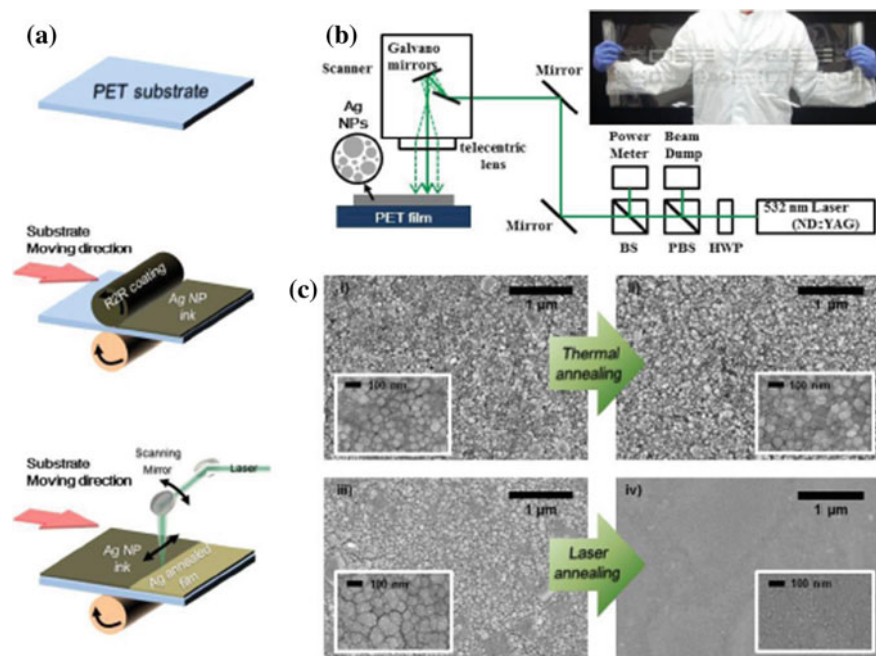 (a)
PET substrate
Substrate
Moving direction
R2R coating
Ag NP
ink
Substrate
Moving direction
Scanning
Mirror
Laser
Ag NP
ink
Ag annealed
film
(b)
Galvano
mirrors
Scanner
Ag
NPs
telecentric
lens
PET film
Mirror
Mirror
Power
Meter
Beam
Dump
BS
PBS
HWP
532 nm Laser
(ND:YAG)
(c)
i)
1 µm
100 nm
Thermal
annealing
ii)
1 µm
100 nm
iii)
1 µm
100 nm
Laser
annealing
iv)
1 µm
100 nm